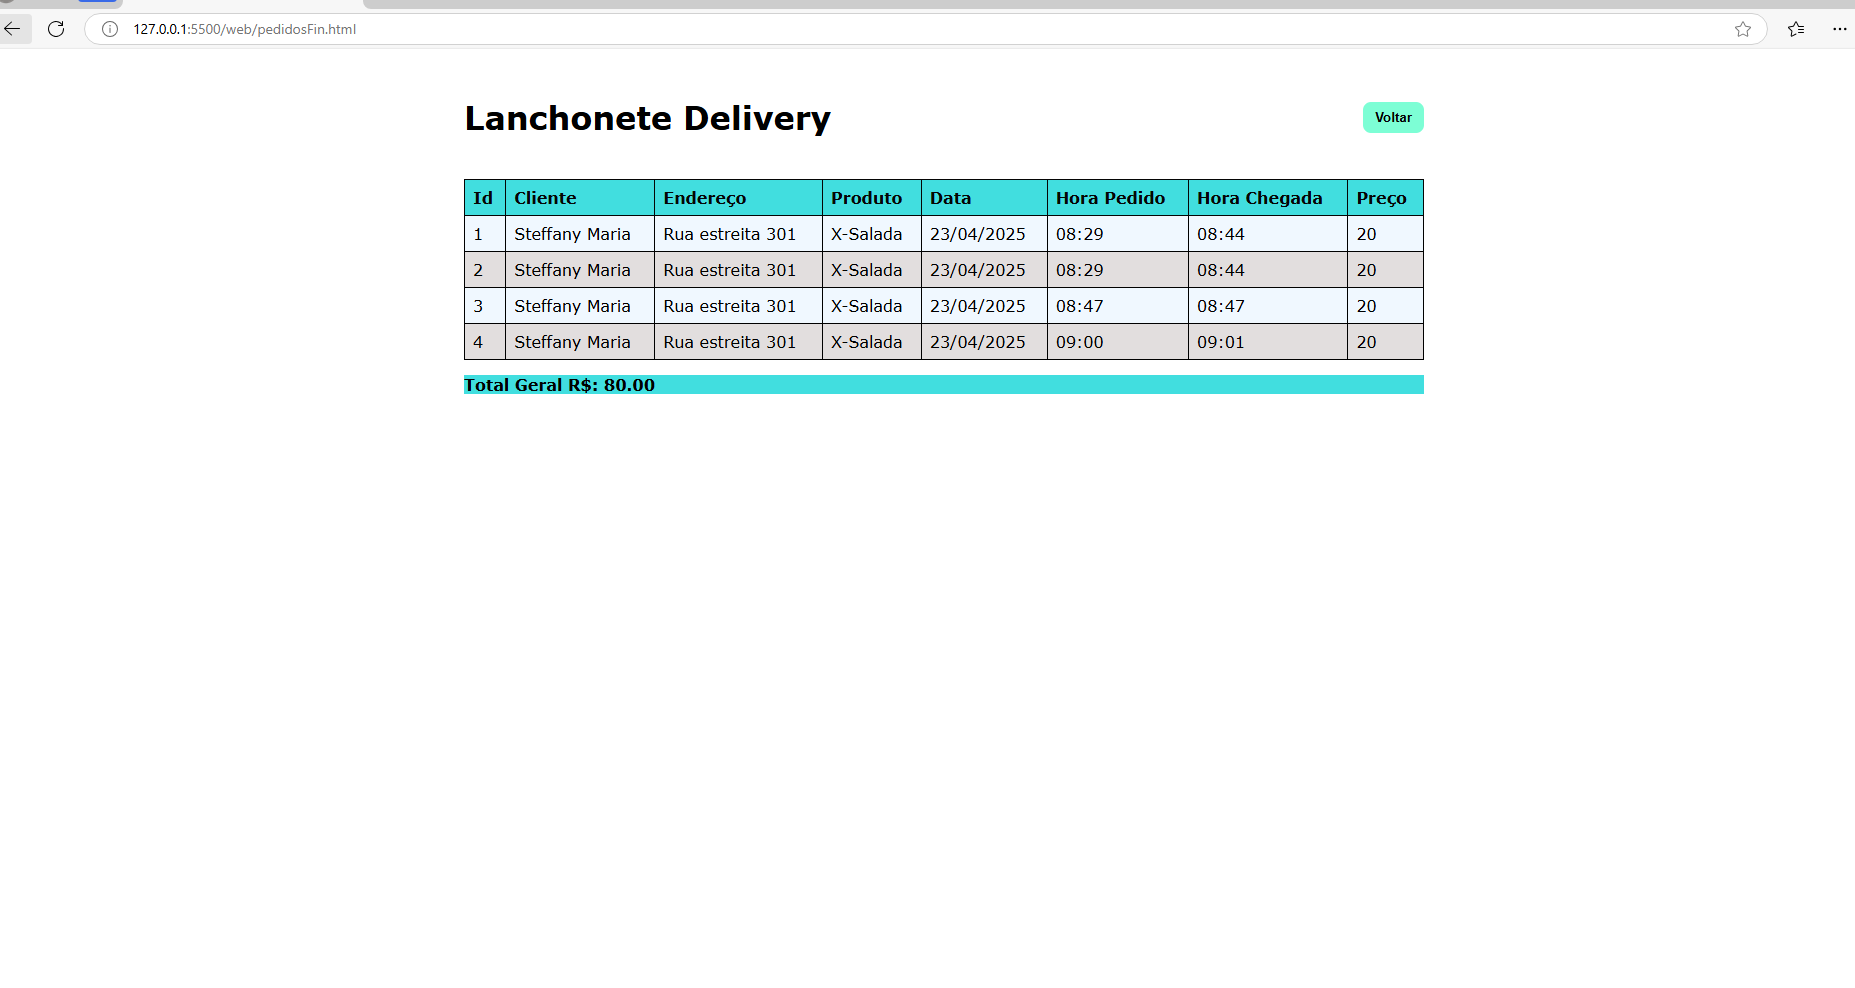 127.0.0.1:5500/web/pedidosFin.html
Lanchonete Delivery
Voltar
Id Cliente Endereço Produto Data Hora Pedido Hora Chegada Preço
1 Steffany Maria Rua estreita 301 X-Salada 23/04/2025 08:29 08:44 20
2 Steffany Maria Rua estreita 301 X-Salada 23/04/2025 08:29 08:44 20
3 Steffany Maria Rua estreita 301 X-Salada 23/04/2025 08:47 08:47 20
4 Steffany Maria Rua estreita 301 X-Salada 23/04/2025 09:00 09:01 20
Total Geral R$: 80.00